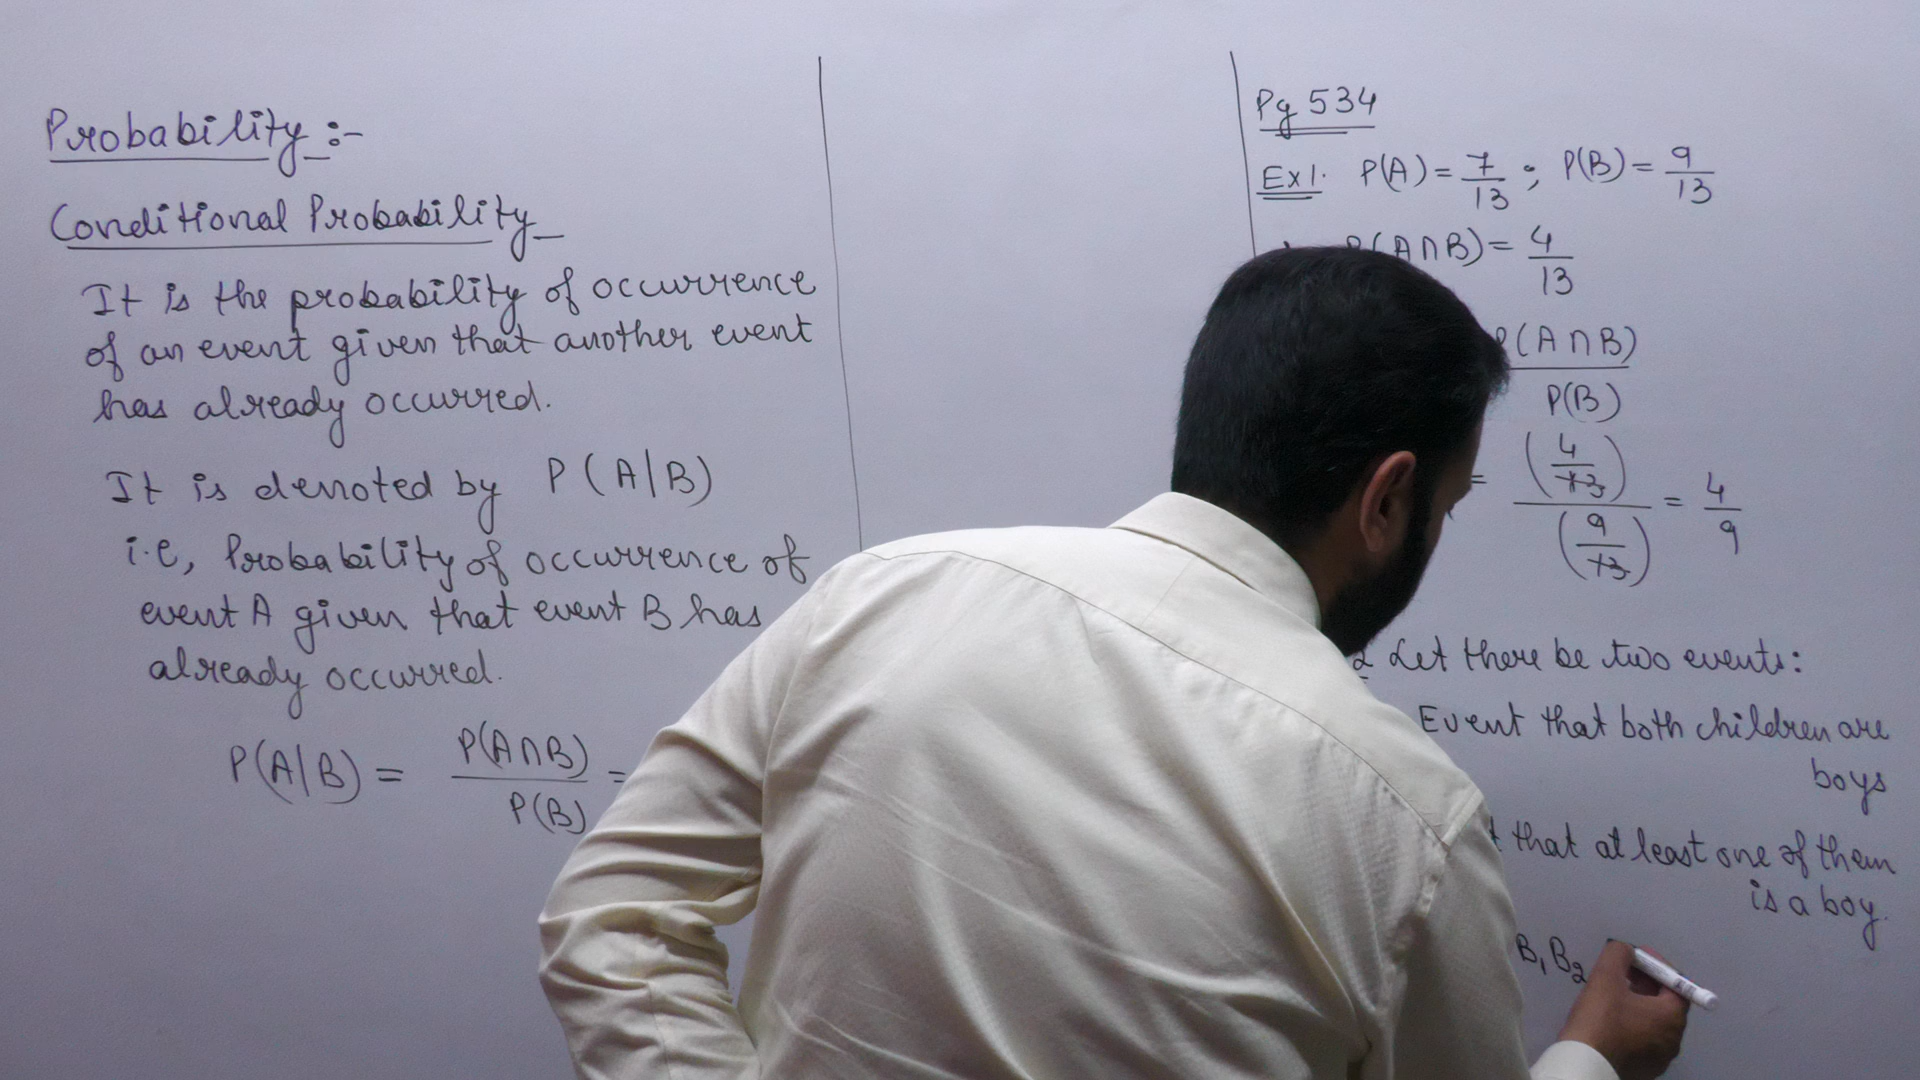 Probability :-
Conditional Probability
It is the probability of occurrence
of an event given that another event
has already occurred.
It is denoted by P(A|B)
i.e, Probability of occurrence of
event A given that event B has
already occurred.
P(A|B) = P(A∩B) / P(B) =
Pg 534
Ex1. P(A) = 7/13 ; P(B) = 9/13
P(A∩B) = 4/13
P(A∩B) / P(B)
= (4/13) / (9/13) = 4/9
2 Let there be two events:
Event that both children are
boys
that at least one of them
is a boy.
B₁B₂